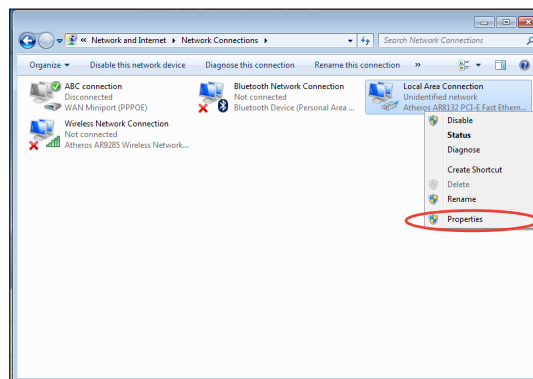 « Network and Internet ▸ Network Connections ▸ Search Network Connections
Organize ▾ Disable this network device Diagnose this connection Rename this connection »
ABC connection
Disconnected
WAN Miniport (PPPOE)
Bluetooth Network Connection
Not connected
Bluetooth Device (Personal Area ...
Local Area Connection
Unidentified network
Atheros AR8132 PCI-E Fast Ethern...
Wireless Network Connection
Not connected
Atheros AR9285 Wireless Network...
Disable
Status
Diagnose
Create Shortcut
Delete
Rename
Properties